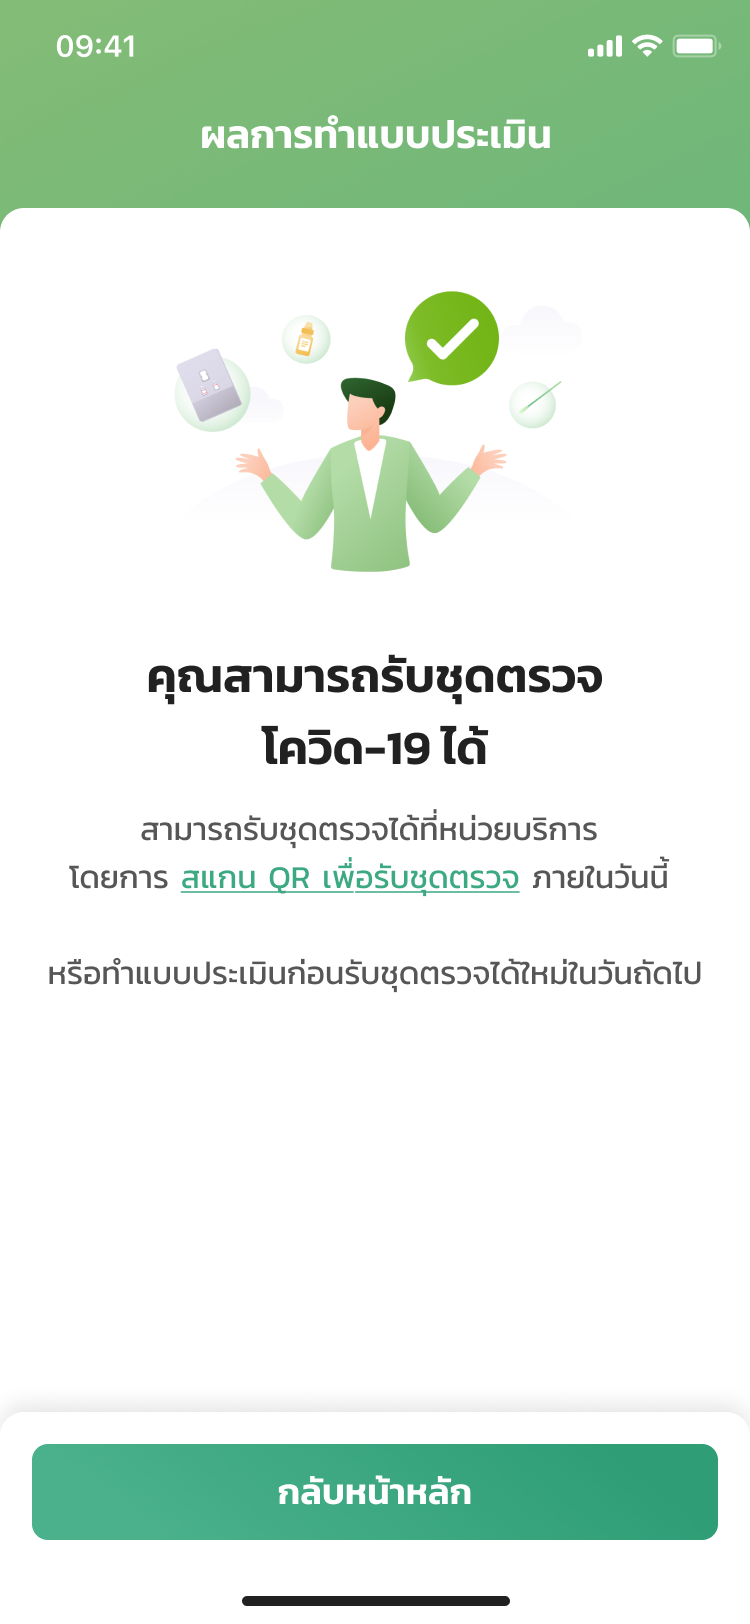 09:41
ผลการทำแบบประเมิน
คุณสามารถรับชุดตรวจ
โควิด-19 ได้
สามารถรับชุดตรวจได้ที่หน่วยบริการ
โดยการ สแกน QR เพื่อรับชุดตรวจ ภายในวันนี้
หรือทำแบบประเมินก่อนรับชุดตรวจได้ใหม่ในวันถัดไป
กลับหน้าหลัก